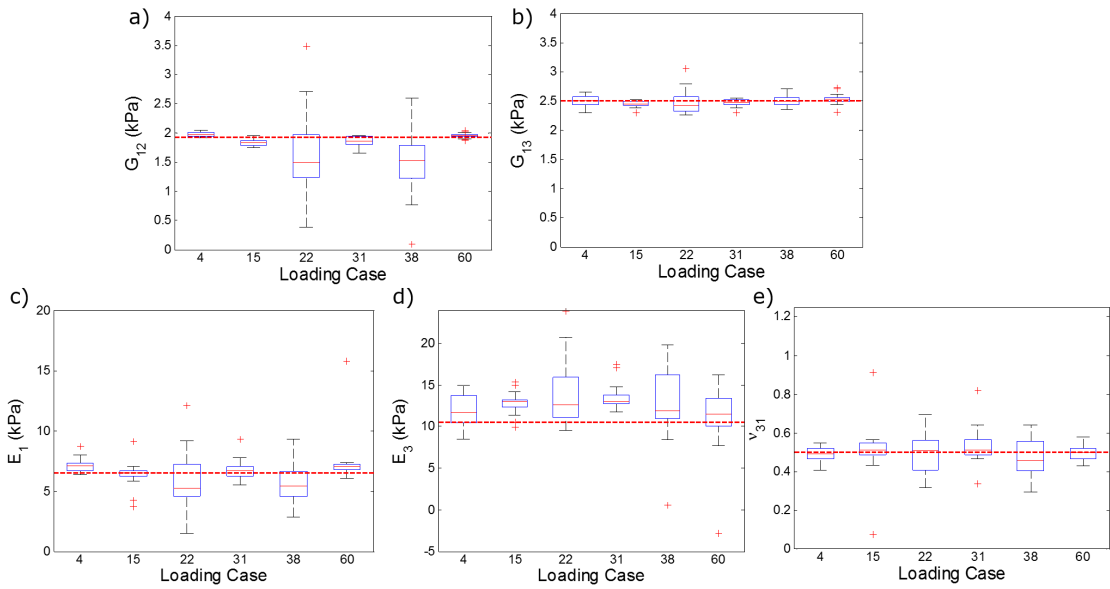 a)
G12 (kPa)
4
3.5
3
2.5
2
1.5
1
0.5
0
4 15 22 31 38 60
Loading Case
b)
G13 (kPa)
4
3.5
3
2.5
2
1.5
1
0.5
0
4 15 22 31 38 60
Loading Case
c)
E1 (kPa)
20
15
10
5
0
4 15 22 31 38 60
Loading Case
d)
E3 (kPa)
20
15
10
5
0
-5
4 15 22 31 38 60
Loading Case
e)
ν31
1.2
1
0.8
0.6
0.4
0.2
0
4 15 22 31 38 60
Loading Case